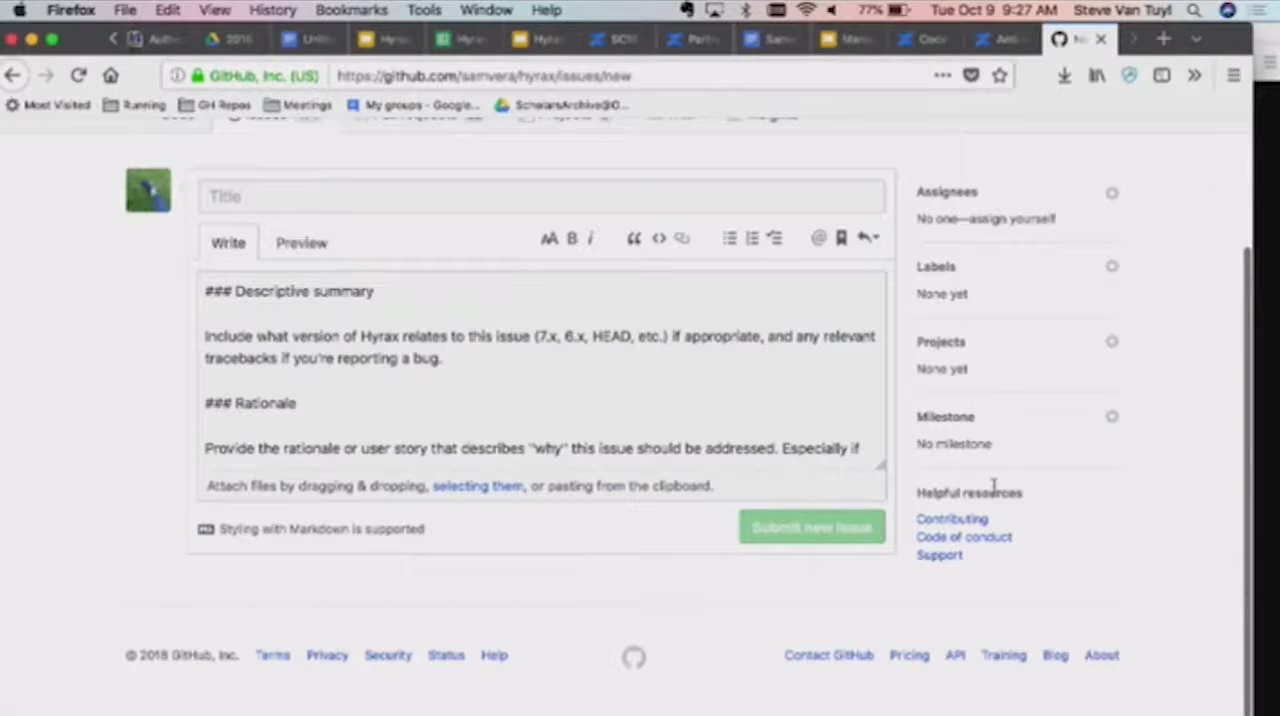 Firefox File Edit View History Bookmarks Tools Window Help 77% Tue Oct 9 9:27 AM Steve Van Tuyl
2018
GitHub, Inc. (US) https://github.com/samvera/hyrax/issues/new
Most Visited Running GH Repos Meetings My groups - Google... ScholarsArchive@O...
Title
Write Preview
### Descriptive summary
Include what version of Hyrax relates to this issue (7.x, 6.x, HEAD, etc.) if appropriate, and any relevant
tracebacks if you're reporting a bug.
### Rationale
Provide the rationale or user story that describes "why" this issue should be addressed. Especially if
Attach files by dragging & dropping, selecting them, or pasting from the clipboard.
Styling with Markdown is supported
Submit new issue
Assignees
No one—assign yourself
Labels
None yet
Projects
None yet
Milestone
No milestone
Helpful resources
Contributing
Code of conduct
Support
© 2018 GitHub, Inc. Terms Privacy Security Status Help Contact GitHub Pricing API Training Blog About